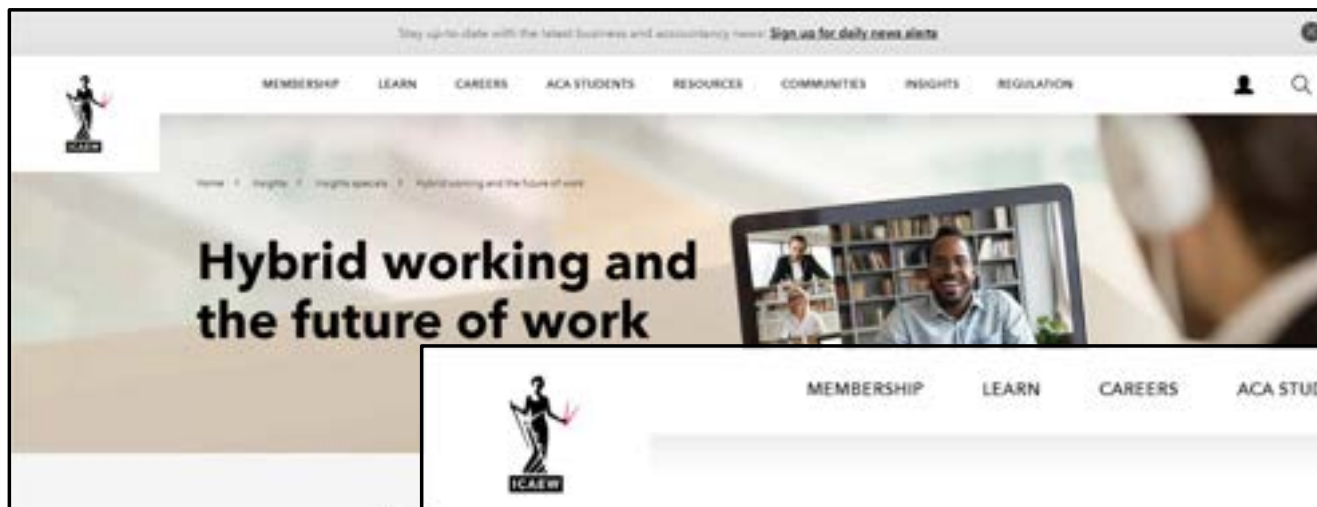 Stay up-to-date with the latest business and accountancy news: Sign up for daily news alerts
MEMBERSHIP LEARN CAREERS ACA STUDENTS RESOURCES COMMUNITIES INSIGHTS REGULATION
ICAEW
Home Insights Insights specials Hybrid working and the future of work
Hybrid working and
the future of work
MEMBERSHIP LEARN CAREERS ACA STUD
ICAEW